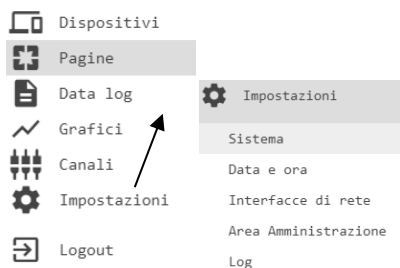 Dispositivi
Pagine
Data log
Grafici
Canali
Impostazioni
Logout
Impostazioni
Sistema
Data e ora
Interfacce di rete
Area Amministrazione
Log